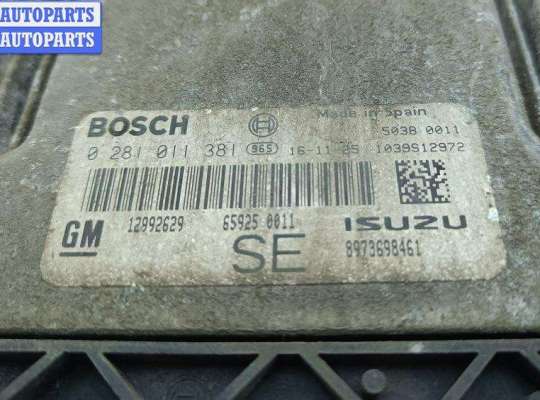 AUTOPARTS
AUTOPARTS
BOSCH
Made in Spain
5038 0011
0 281 011 381 965 16-11-05 1039S12972
GM 12992629 65925 0011 ISUZU
SE 8973698461